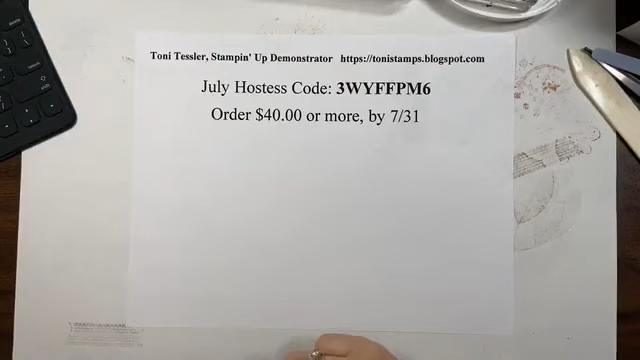 Toni Tessler, Stampin' Up Demonstrator https://tonistamps.blogspot.com
July Hostess Code: 3WYFFPM6
Order $40.00 or more, by 7/31